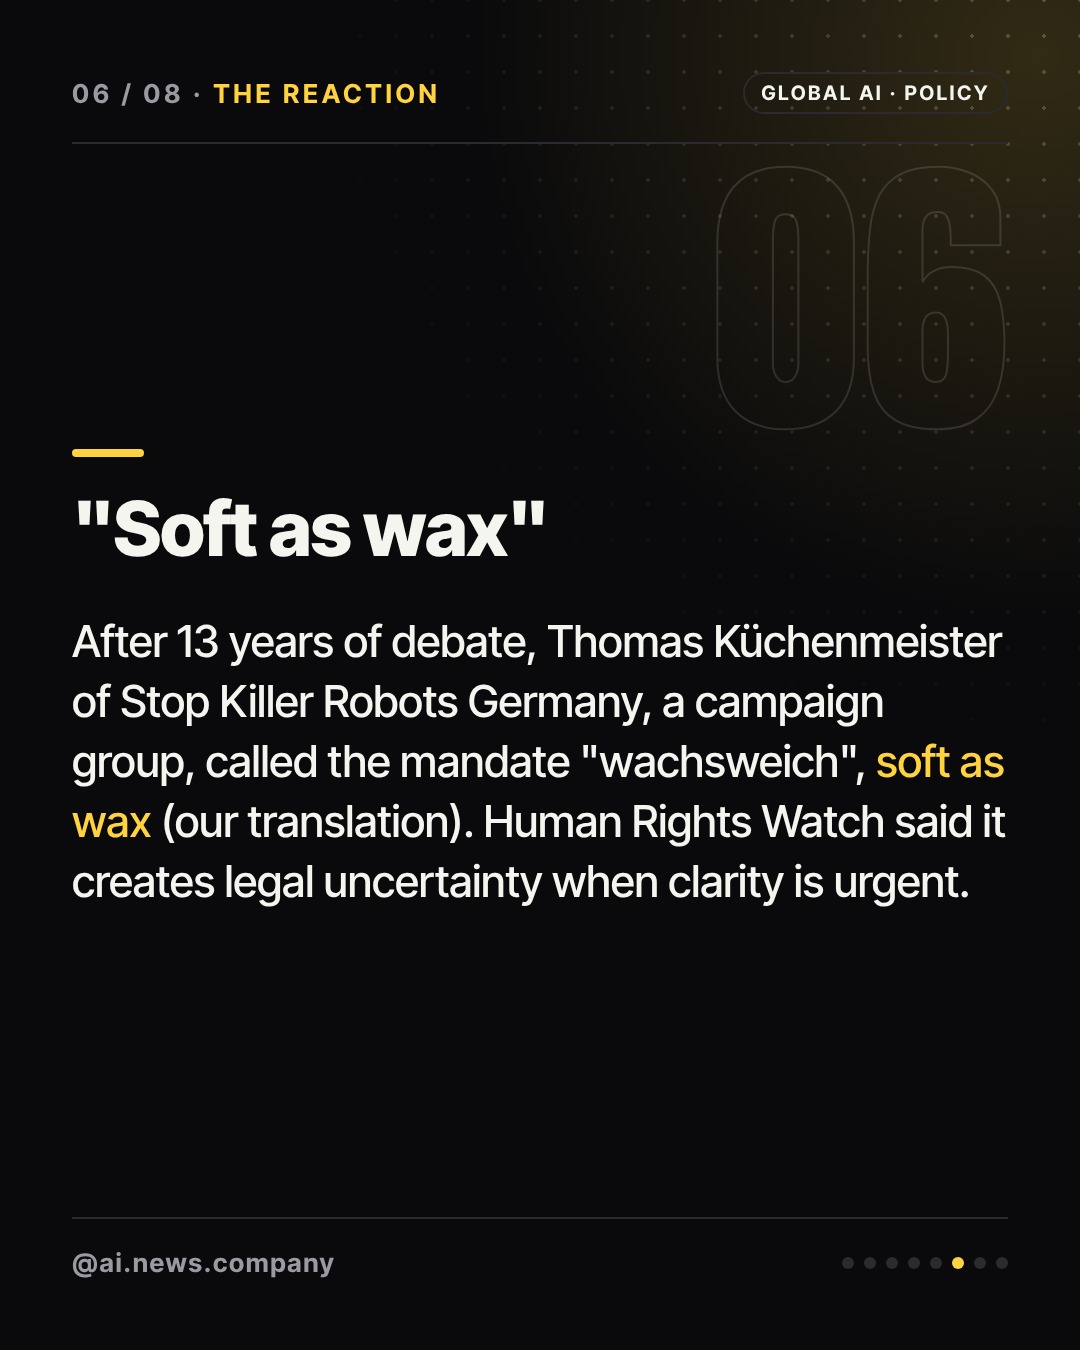 06 / 08 · THE REACTION
GLOBAL AI · POLICY
06
"Soft as wax"
After 13 years of debate, Thomas Küchenmeister
of Stop Killer Robots Germany, a campaign
group, called the mandate "wachsweich", soft as
wax (our translation). Human Rights Watch said it
creates legal uncertainty when clarity is urgent.
@ai.news.company